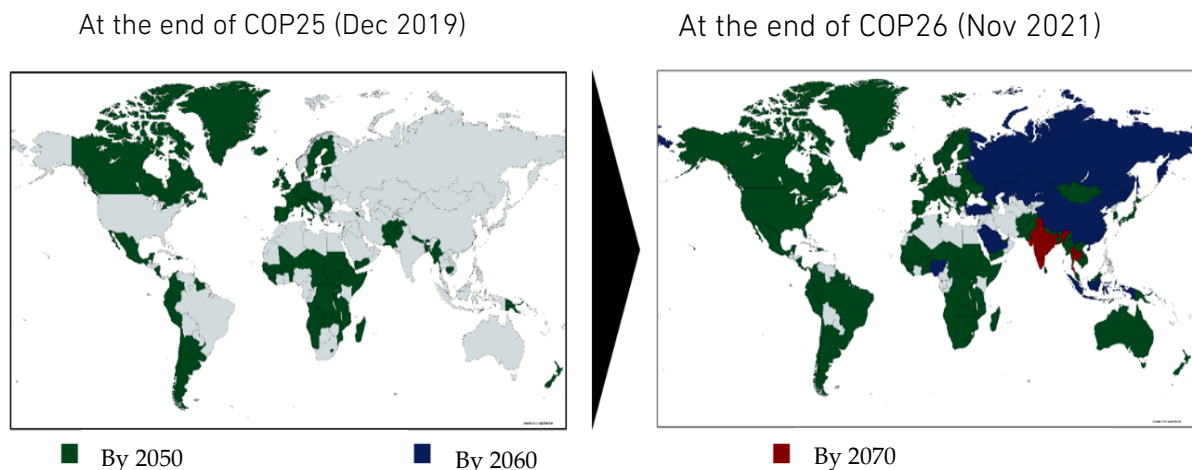 At the end of COP25 (Dec 2019)
At the end of COP26 (Nov 2021)
By 2050
By 2060
By 2070